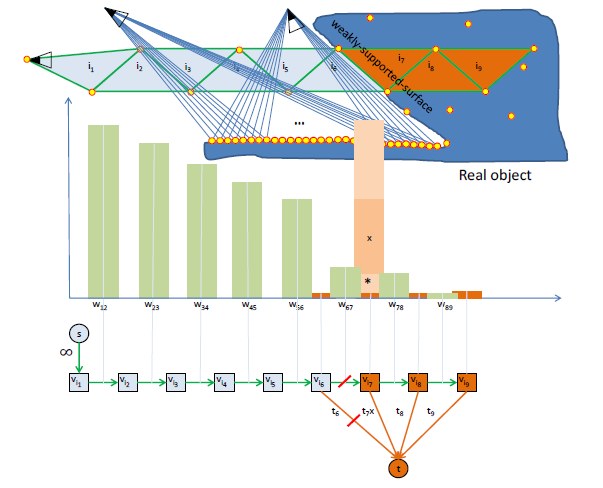 weakly-supported-surface
i1 i2 i3 i5 i6 i7 i8 i9
...
Real object
x
*
w12 w23 w34 w45 w56 w67 w78 w89
s
∞
vi1 vi2 vi3 vi4 vi5 vi6 vi7 vi8 vi9
t6 t7x t8 t9
t